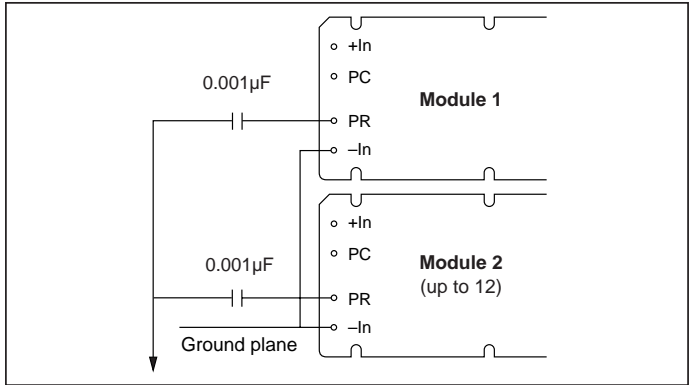 +In
PC
0.001µF
Module 1
PR
–In
+In
PC
0.001µF
Module 2
(up to 12)
PR
–In
Ground plane